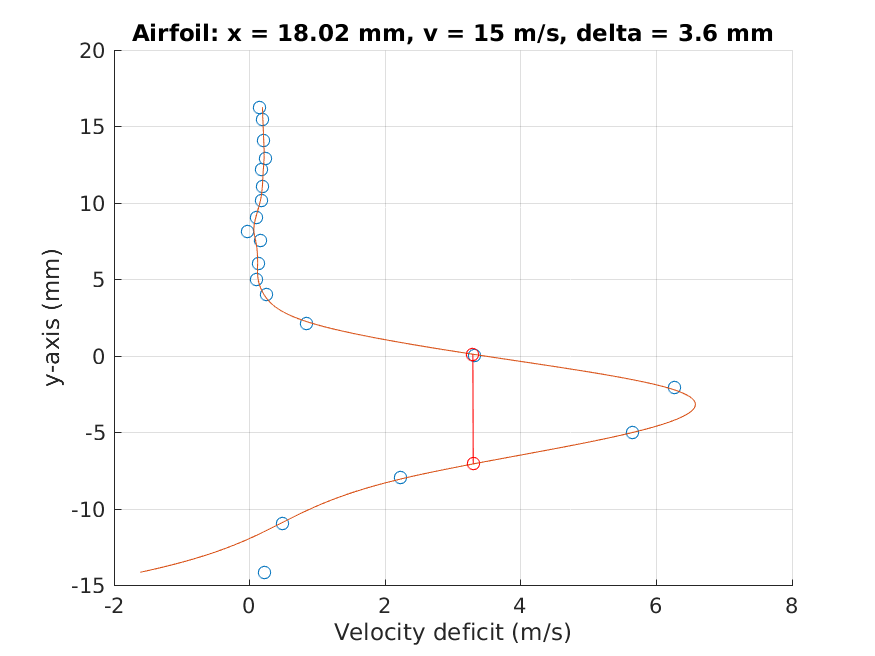 Airfoil: x = 18.02 mm, v = 15 m/s, delta = 3.6 mm
20
15
10
5
0
-5
-10
-15
y-axis (mm)
-2 0 2 4 6 8
Velocity deficit (m/s)